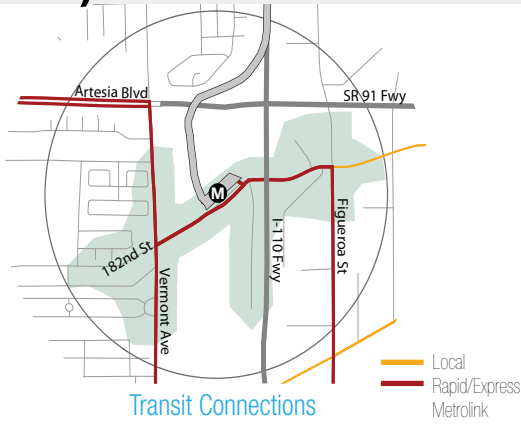 Artesia Blvd
SR 91 Fwy
M
182nd St
Vermont Ave
I-110 Fwy
Figueroa St
Local
Rapid/Express
Metrolink
Transit Connections